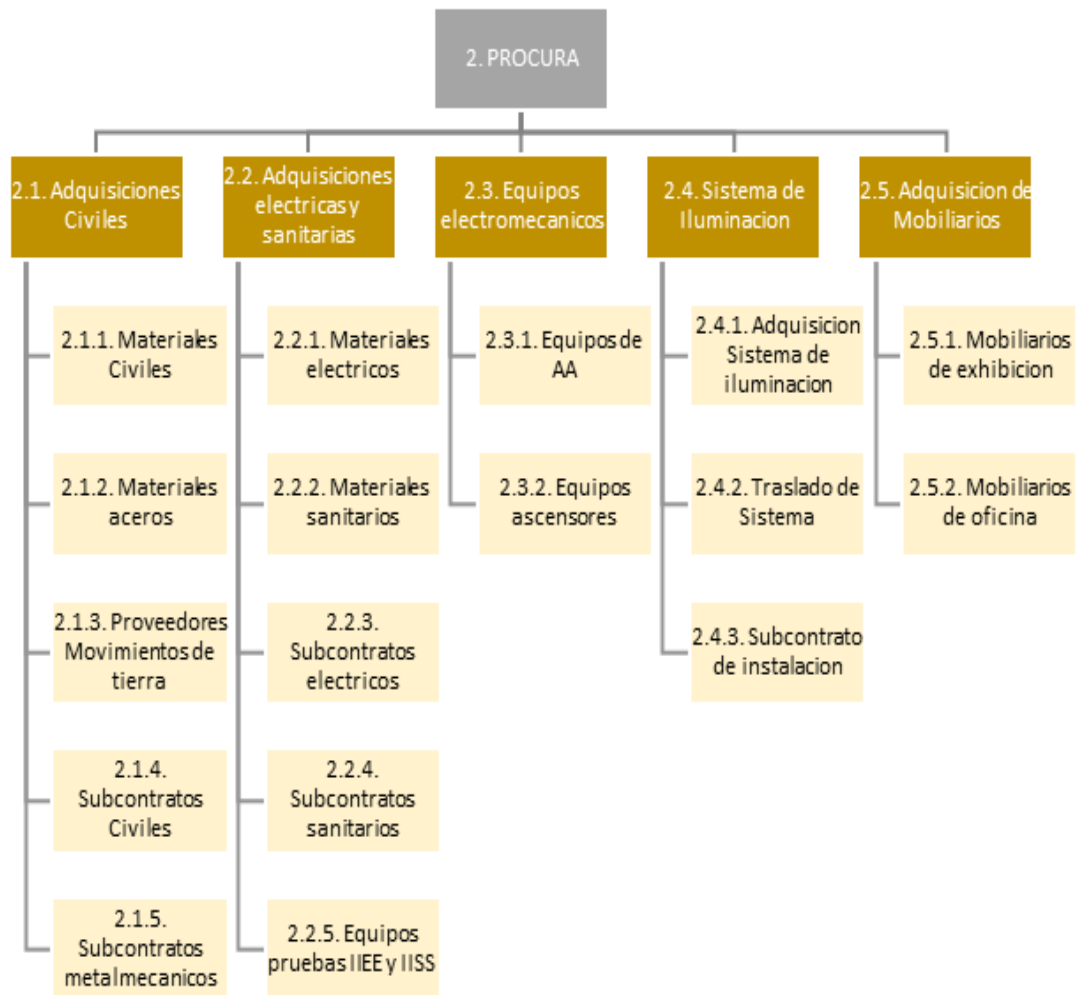 2. PROCURA
2.1. Adquisiciones
Civiles
2.2. Adquisiciones
electricas y
sanitarias
2.3. Equipos
electromecanicos
2.4. Sistema de
Iluminacion
2.5. Adquisicion de
Mobiliarios
2.1.1. Materiales
Civiles
2.2.1. Materiales
electricos
2.3.1. Equipos de
AA
2.4.1. Adquisicion
Sistema de
iluminacion
2.5.1. Mobiliarios
de exhibicion
2.1.2. Materiales
aceros
2.2.2. Materiales
sanitarios
2.3.2. Equipos
ascensores
2.4.2. Traslado de
Sistema
2.5.2. Mobiliarios
de oficina
2.1.3. Proveedores
Movimientos de
tierra
2.2.3.
Subcontratos
electricos
2.4.3. Subcontrato
de instalacion
2.1.4.
Subcontratos
Civiles
2.2.4.
Subcontratos
sanitarios
2.1.5.
Subcontratos
metalmecanicos
2.2.5. Equipos
pruebas IIEE y IISS